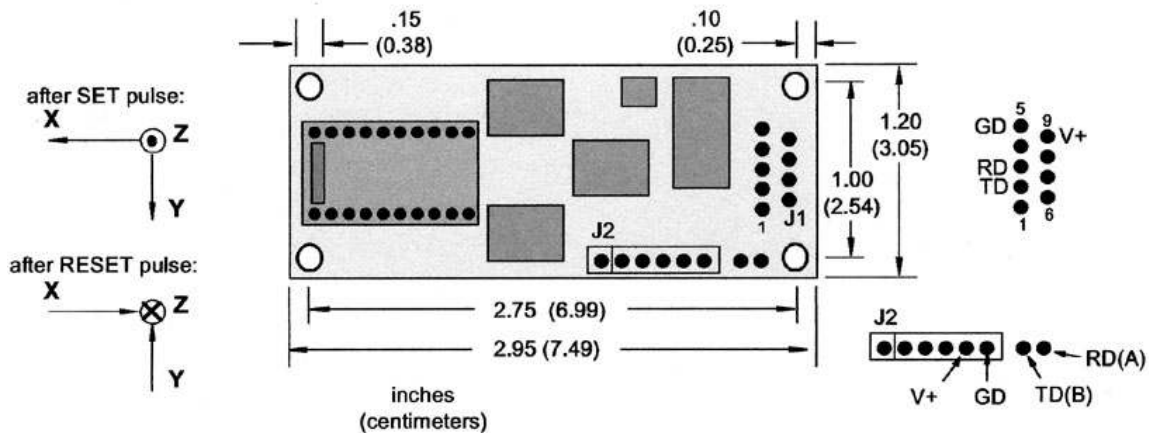 .15
(0.38)
.10
(0.25)
after SET pulse:
X
Z
Y
after RESET pulse:
X
Z
Y
1.20
(3.05)
1.00
(2.54)
J1
1
J2
2.75 (6.99)
2.95 (7.49)
inches
(centimeters)
5
9
GD
V+
RD
TD
1
6
J2
V+
GD
TD(B)
RD(A)